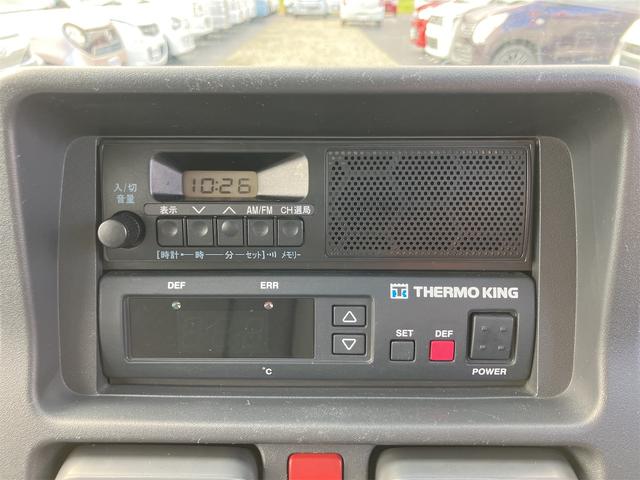 入/切
音量
10:26
表示 AM/FM CH選局
[時計 時 分 セット] メモリー
DEF ERR
THERMO KING
SET DEF
°C
POWER